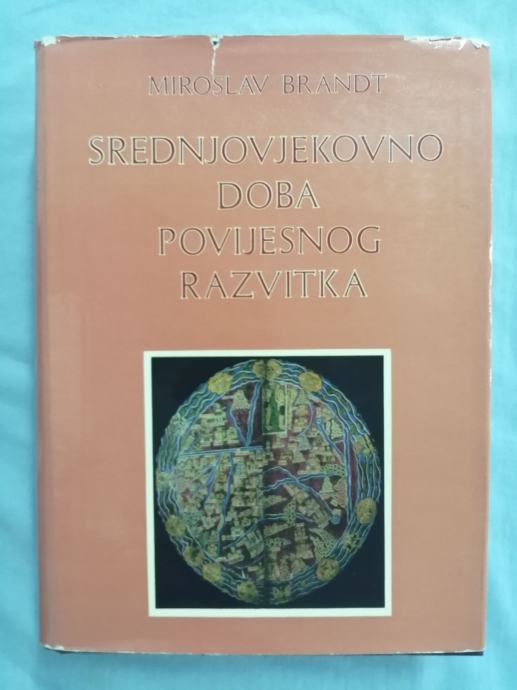 MIROSLAV BRANDT
SREDNJOVJEKOVNO
DOBA
POVIJESNOG
RAZVITKA